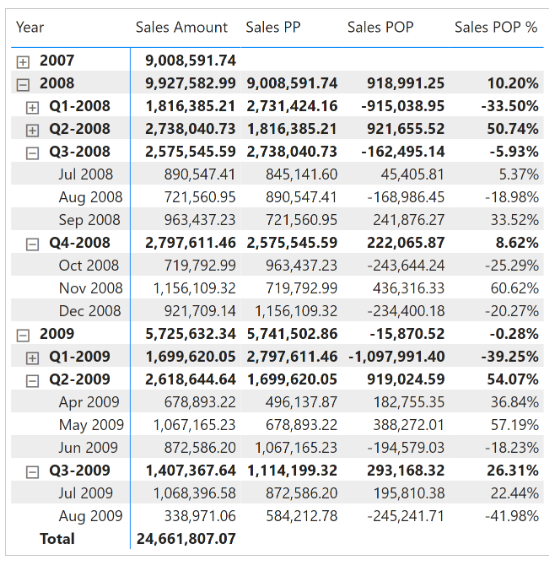 Year Sales Amount Sales PP Sales POP Sales POP %
2007 9,008,591.74
2008 9,927,582.99 9,008,591.74 918,991.25 10.20%
Q1-2008 1,816,385.21 2,731,424.16 -915,038.95 -33.50%
Q2-2008 2,738,040.73 1,816,385.21 921,655.52 50.74%
Q3-2008 2,575,545.59 2,738,040.73 -162,495.14 -5.93%
Jul 2008 890,547.41 845,141.60 45,405.81 5.37%
Aug 2008 721,560.95 890,547.41 -168,986.45 -18.98%
Sep 2008 963,437.23 721,560.95 241,876.27 33.52%
Q4-2008 2,797,611.46 2,575,545.59 222,065.87 8.62%
Oct 2008 719,792.99 963,437.23 -243,644.24 -25.29%
Nov 2008 1,156,109.32 719,792.99 436,316.33 60.62%
Dec 2008 921,709.14 1,156,109.32 -234,400.18 -20.27%
2009 5,725,632.34 5,741,502.86 -15,870.52 -0.28%
Q1-2009 1,699,620.05 2,797,611.46 -1,097,991.40 -39.25%
Q2-2009 2,618,644.64 1,699,620.05 919,024.59 54.07%
Apr 2009 678,893.22 496,137.87 182,755.35 36.84%
May 2009 1,067,165.23 678,893.22 388,272.01 57.19%
Jun 2009 872,586.20 1,067,165.23 -194,579.03 -18.23%
Q3-2009 1,407,367.64 1,114,199.32 293,168.32 26.31%
Jul 2009 1,068,396.58 872,586.20 195,810.38 22.44%
Aug 2009 338,971.06 584,212.78 -245,241.71 -41.98%
Total 24,661,807.07